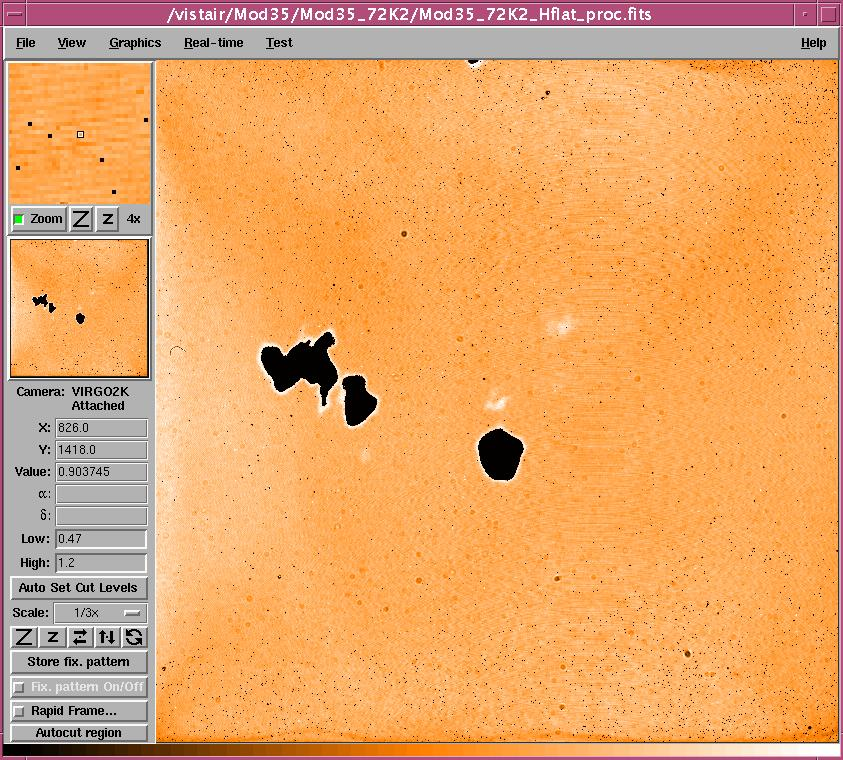 /vistair/Mod35/Mod35_72K2/Mod35_72K2_Hflat_proc.fits
File View Graphics Real-time Test Help
Zoom Z z 4x
Camera: VIRGO2K
Attached
X: 826.0
Y: 1418.0
Value: 0.903745
α:
δ:
Low: 0.47
High: 1.2
Auto Set Cut Levels
Scale: 1/3x
Z z
Store fix. pattern
Fix. pattern On/Off
Rapid Frame...
Autocut region